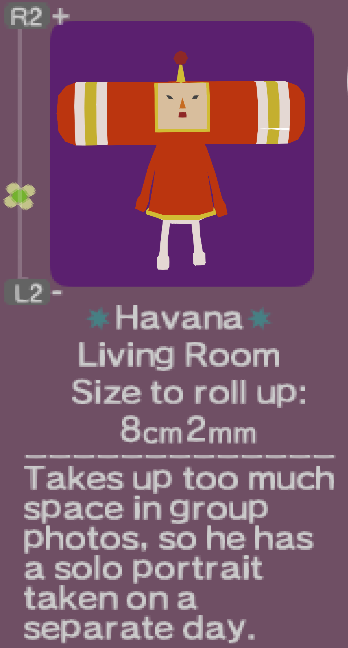 R2 +
L2 -
Havana
Living Room
Size to roll up:
8cm2mm
Takes up too much
space in group
photos, so he has
a solo portrait
taken on a
separate day.